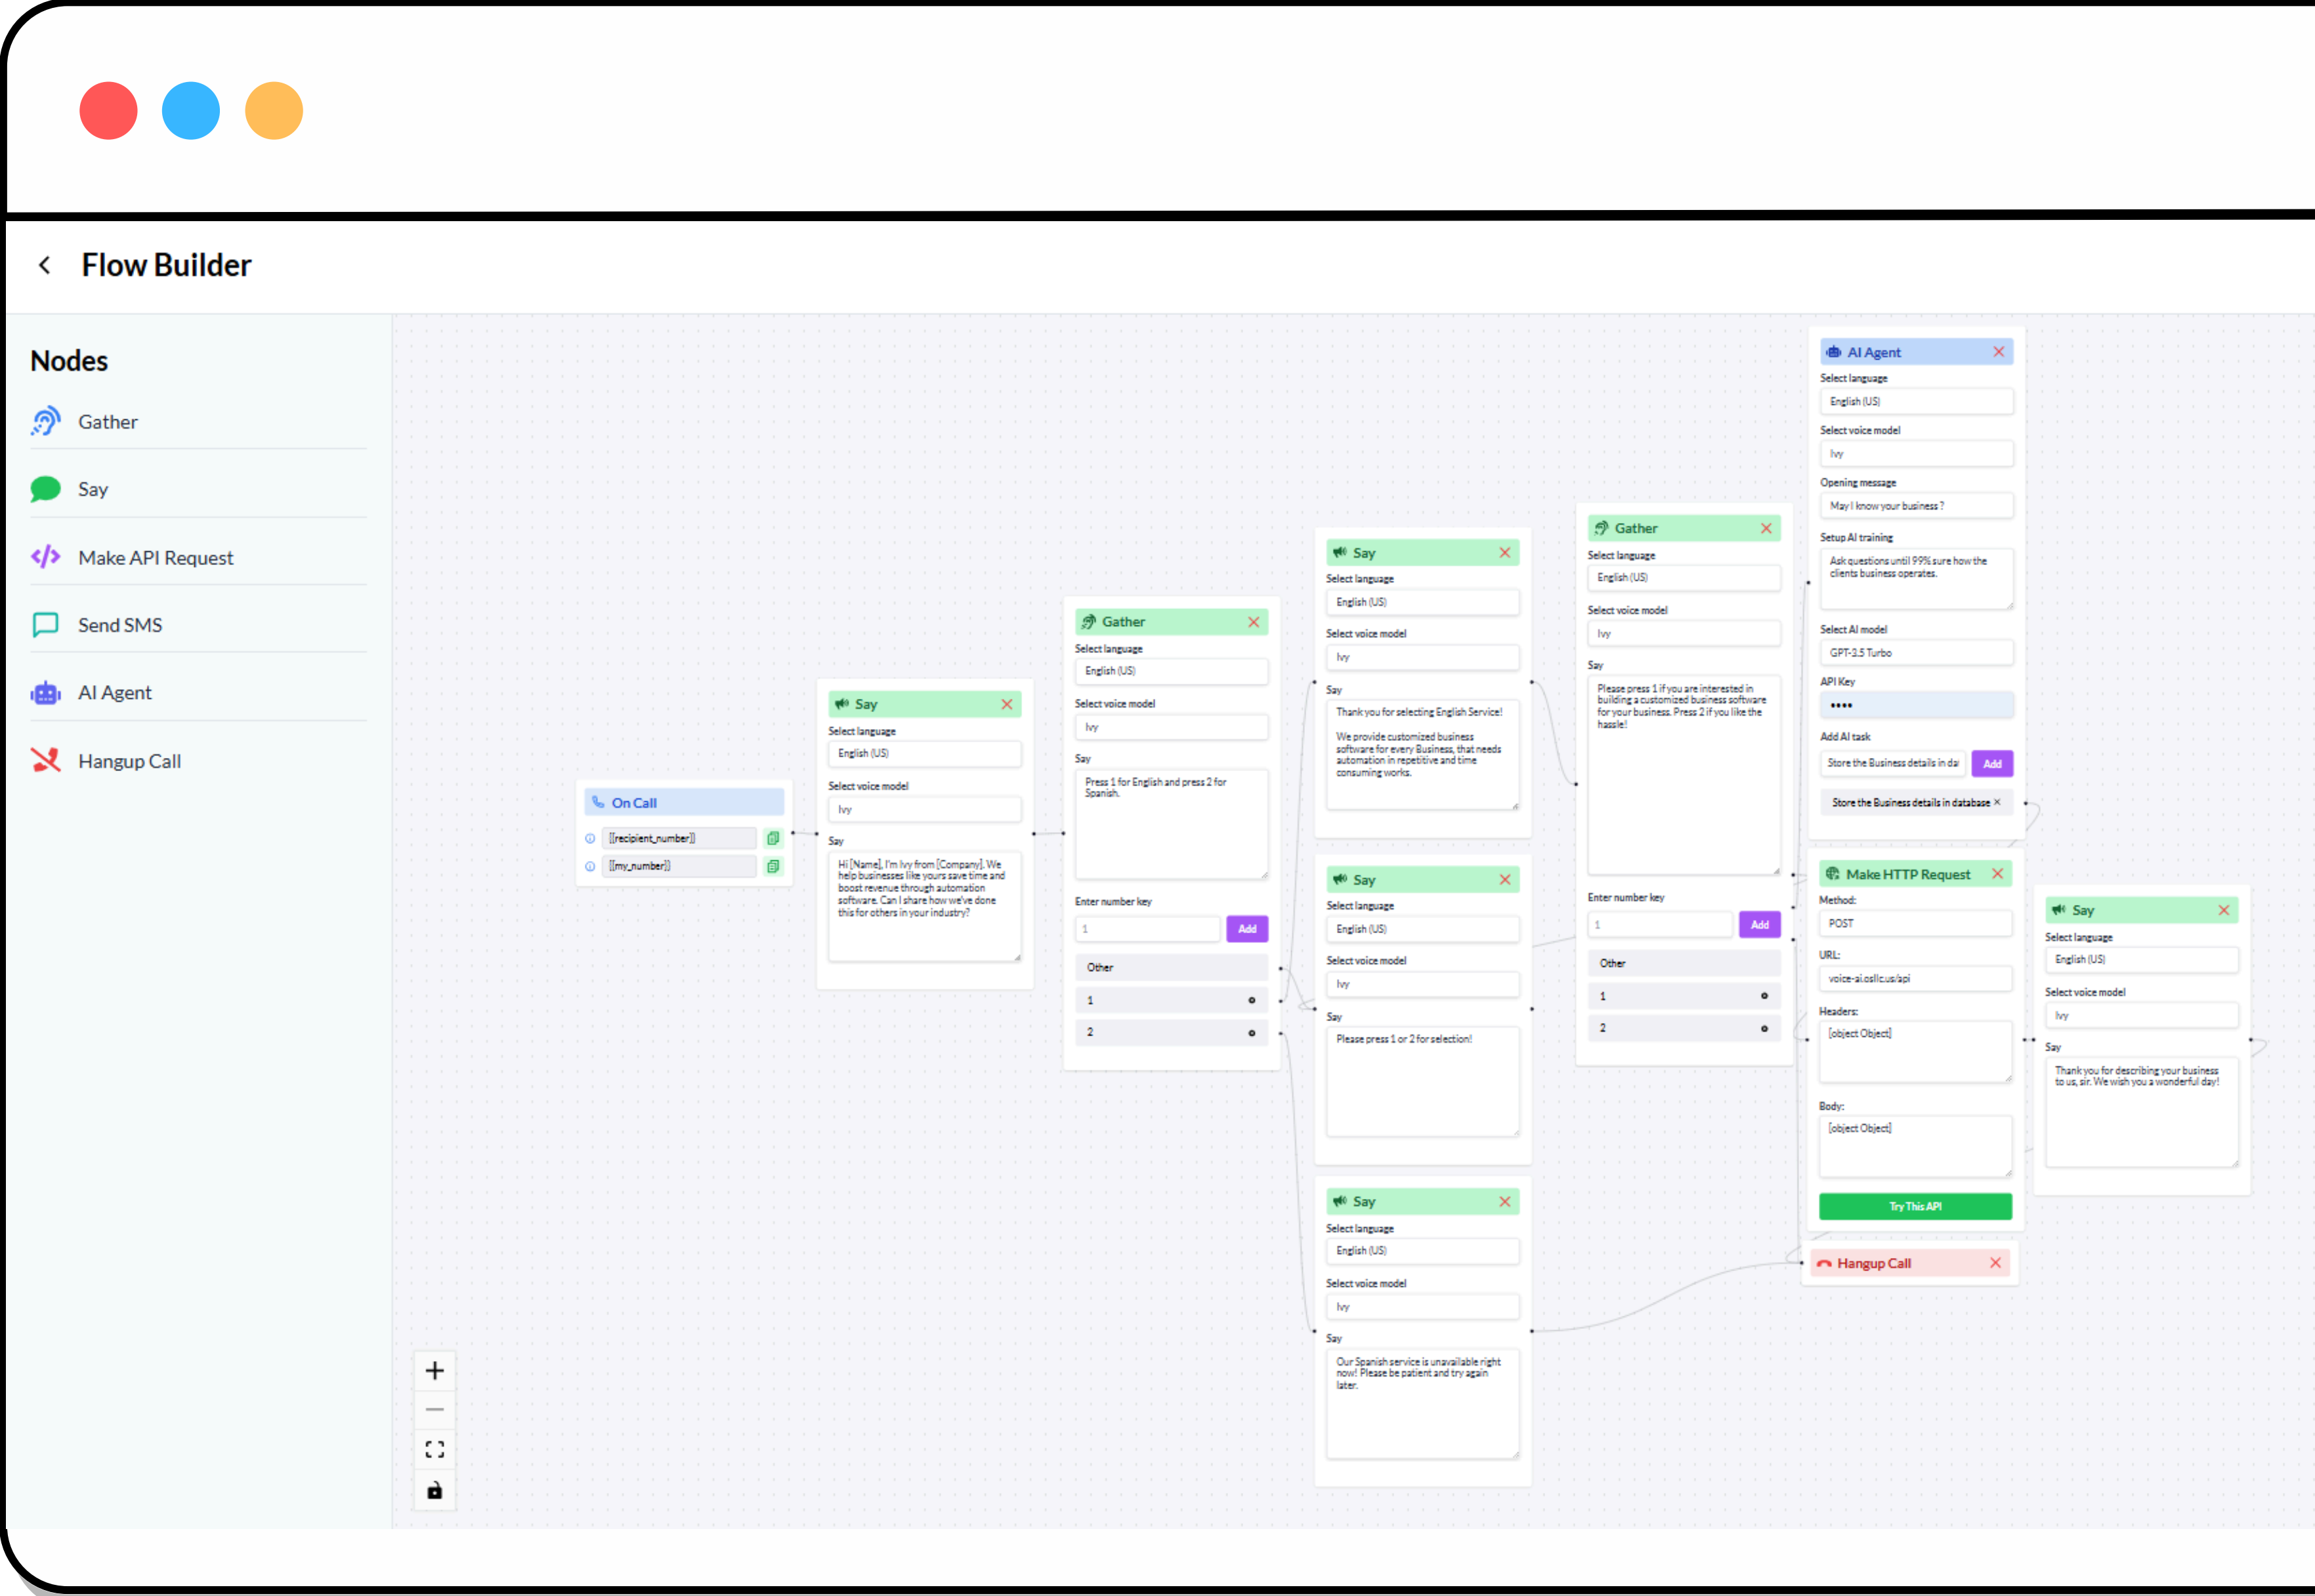 Flow Builder
Nodes
Gather
Say
Make API Request
Send SMS
AI Agent
Hangup Call
On Call
{{recipient_number}}
{{my_number}}
Say
Select language
English (US)
Select voice model
Ivy
Say
Hi [Name], I'm Ivy from [Company]. We
help businesses like yours save time and
boost revenue through automation
software. Can I share how we've done
this for others in your industry?
Gather
Select language
English (US)
Select voice model
Ivy
Say
Press 1 for English and press 2 for
Spanish.
Enter number key
1
Add
Other
1
2
Say
Select language
English (US)
Select voice model
Ivy
Say
Thank you for selecting English Service!
We provide customized business
software for every Business, that needs
automation in repetitive and time
consuming works.
Say
Select language
English (US)
Select voice model
Ivy
Say
Please press 1 or 2 for selection!
Say
Select language
English (US)
Select voice model
Ivy
Say
Our Spanish service is unavailable right
now! Please be patient and try again
later.
Gather
Select language
English (US)
Select voice model
Ivy
Say
Please press 1 if you are interested in
building a customized business software
for your business. Press 2 if you like the
hassle!
Enter number key
1
Add
Other
1
2
AI Agent
Select language
English (US)
Select voice model
Ivy
Opening message
May I know your business ?
Setup AI training
Ask questions until 99% sure how the
clients business operates.
Select AI model
GPT-3.5 Turbo
API Key
••••
Add AI task
Store the Business details in da
Add
Store the Business details in database ×
Make HTTP Request
Method:
POST
URL:
voice-ai.osllc.us/api
Headers:
[object Object]
Body:
[object Object]
Try This API
Hangup Call
Say
Select language
English (US)
Select voice model
Ivy
Say
Thank you for describing your business
to us, sir. We wish you a wonderful day!